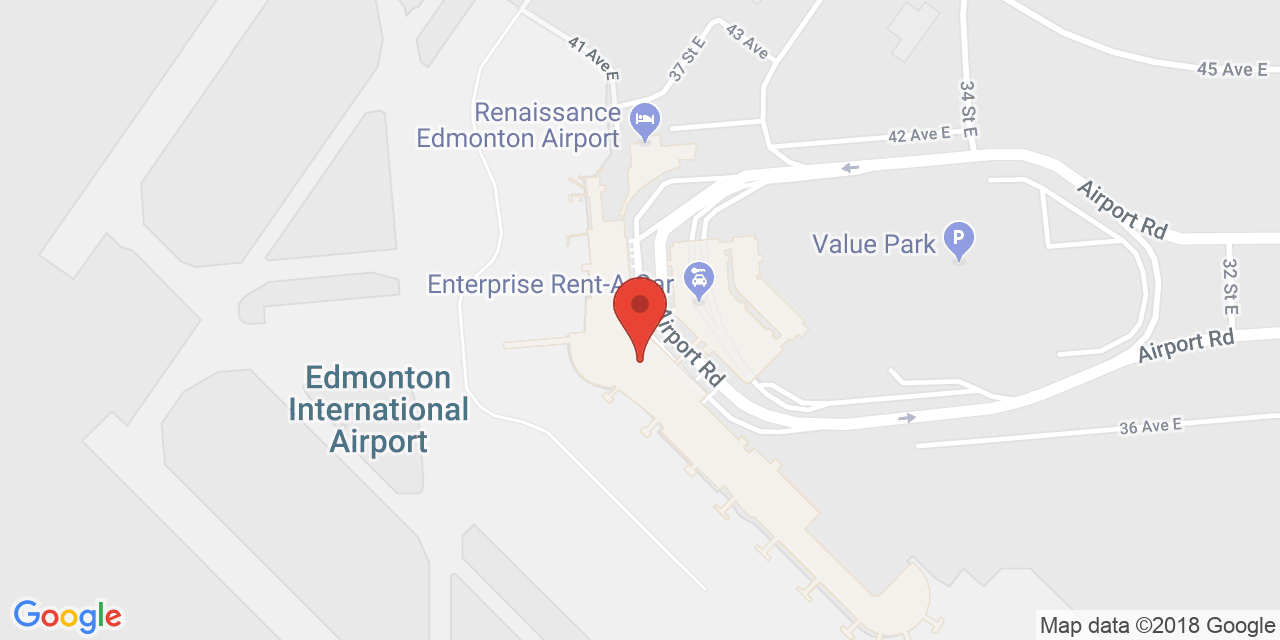 41 Ave E
37 St E
43 Ave
45 Ave E
34 St E
Renaissance
Edmonton Airport
42 Ave E
Airport Rd
Value Park
P
32 St E
Enterprise Rent-A-Car
Airport Rd
Airport Rd
Edmonton
International
Airport
36 Ave E
Google
Map data ©2018 Google